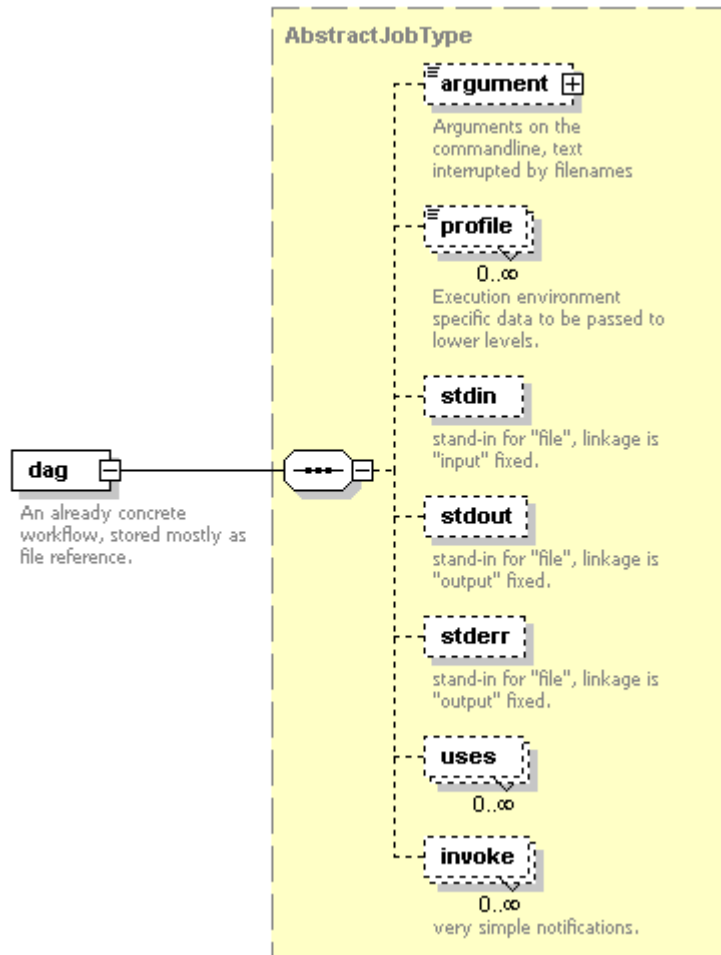 AbstractJobType
argument
Arguments on the
commandline, text
interrupted by filenames
profile
0..∞
Execution environment
specific data to be passed to
lower levels.
stdin
stand-in for "file", linkage is
"input" fixed.
dag
An already concrete
workflow, stored mostly as
file reference.
stdout
stand-in for "file", linkage is
"output" fixed.
stderr
stand-in for "file", linkage is
"output" fixed.
uses
0..∞
invoke
0..∞
very simple notifications.